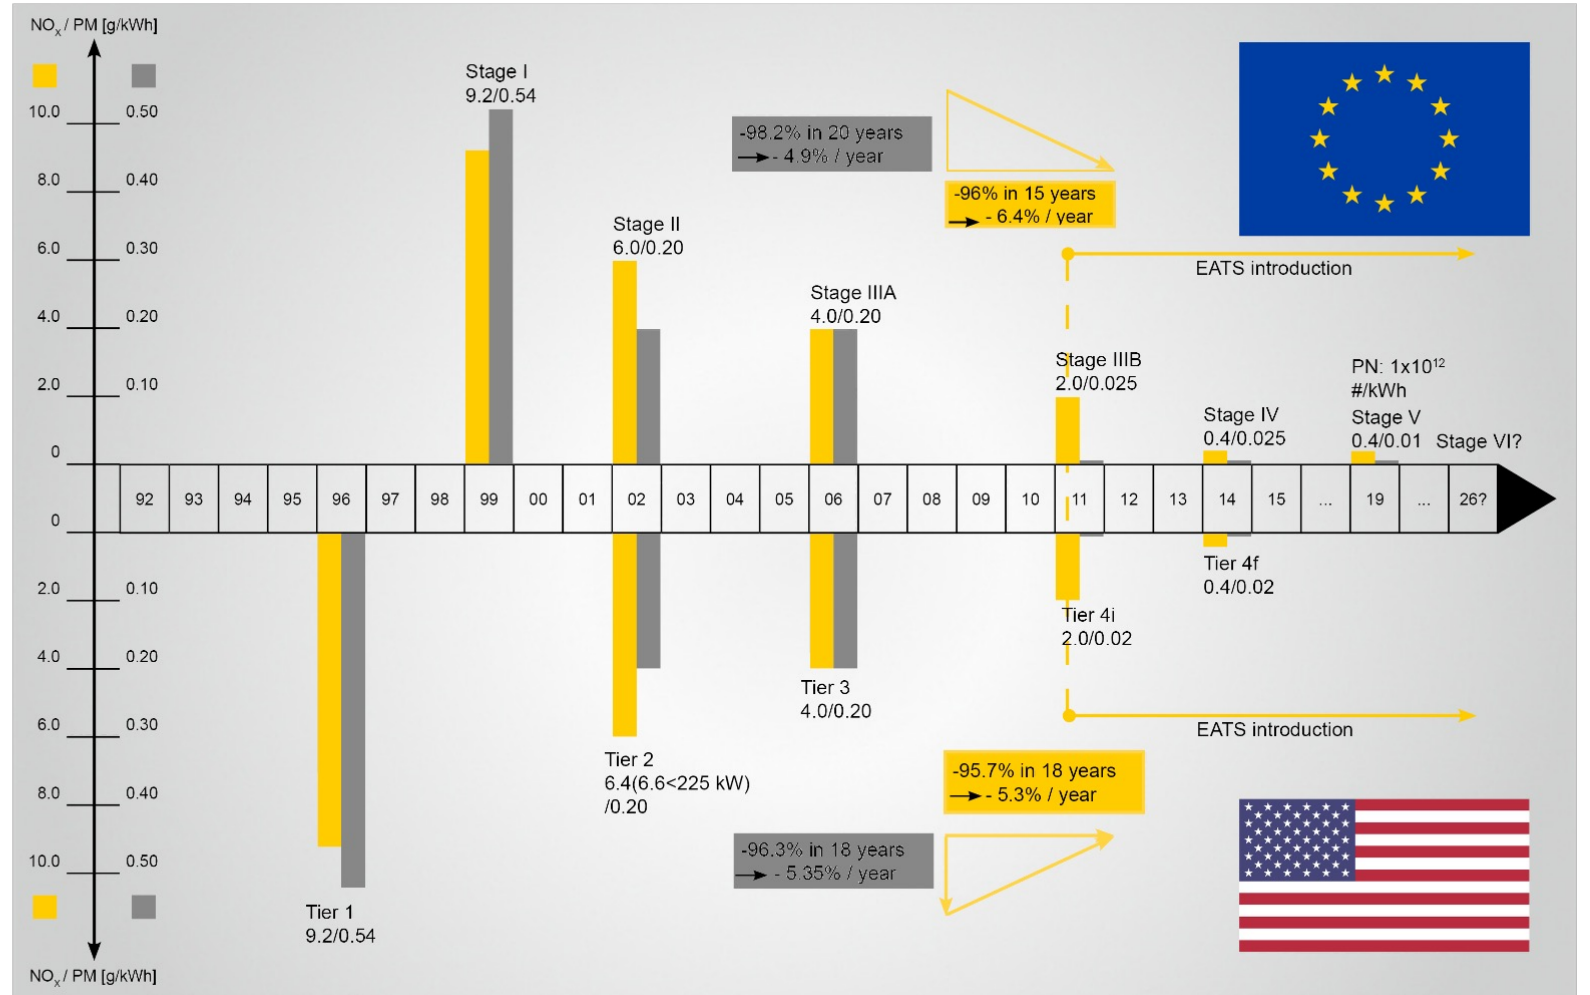 NOx / PM [g/kWh]
10.0 0.50
8.0 0.40
6.0 0.30
4.0 0.20
2.0 0.10
0
Stage I
9.2/0.54
Stage II
6.0/0.20
Stage IIIA
4.0/0.20
-98.2% in 20 years
- 4.9% / year
-96% in 15 years
- 6.4% / year
EATS introduction
Stage IIIB
2.0/0.025
Stage IV
0.4/0.025
PN: 1x10¹²
#/kWh
Stage V
0.4/0.01
Stage VI?
92 93 94 95 96 97 98 99 00 01 02 03 04 05 06 07 08 09 10 11 12 13 14 15 ... 19 ... 26?
0
2.0 0.10
4.0 0.20
6.0 0.30
8.0 0.40
10.0 0.50
Tier 1
9.2/0.54
Tier 2
6.4(6.6<225 kW)
/0.20
Tier 3
4.0/0.20
Tier 4i
2.0/0.02
Tier 4f
0.4/0.02
EATS introduction
-95.7% in 18 years
- 5.3% / year
-96.3% in 18 years
- 5.35% / year
NOx / PM [g/kWh]